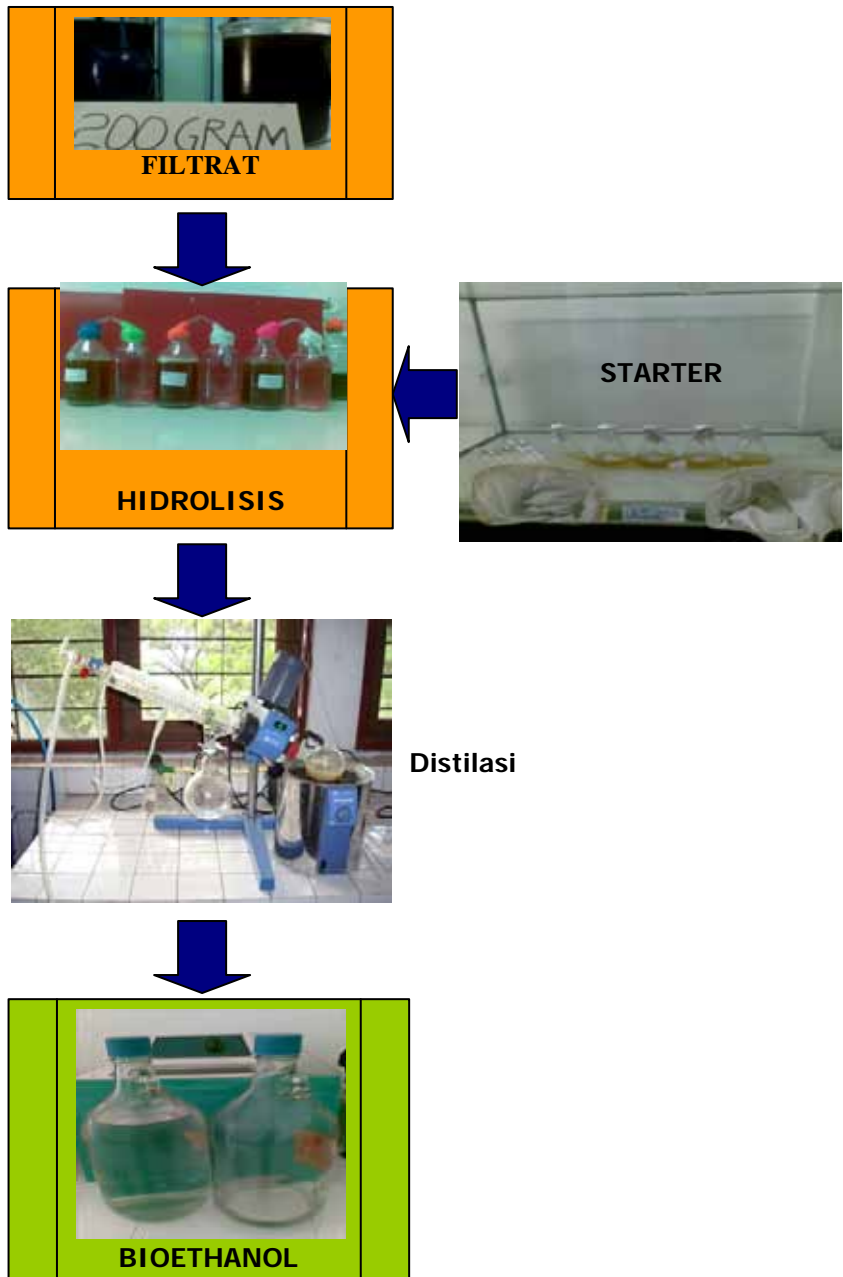 200 GRAM
FILTRAT
STARTER
HIDROLISIS
Distilasi
BIOETHANOL